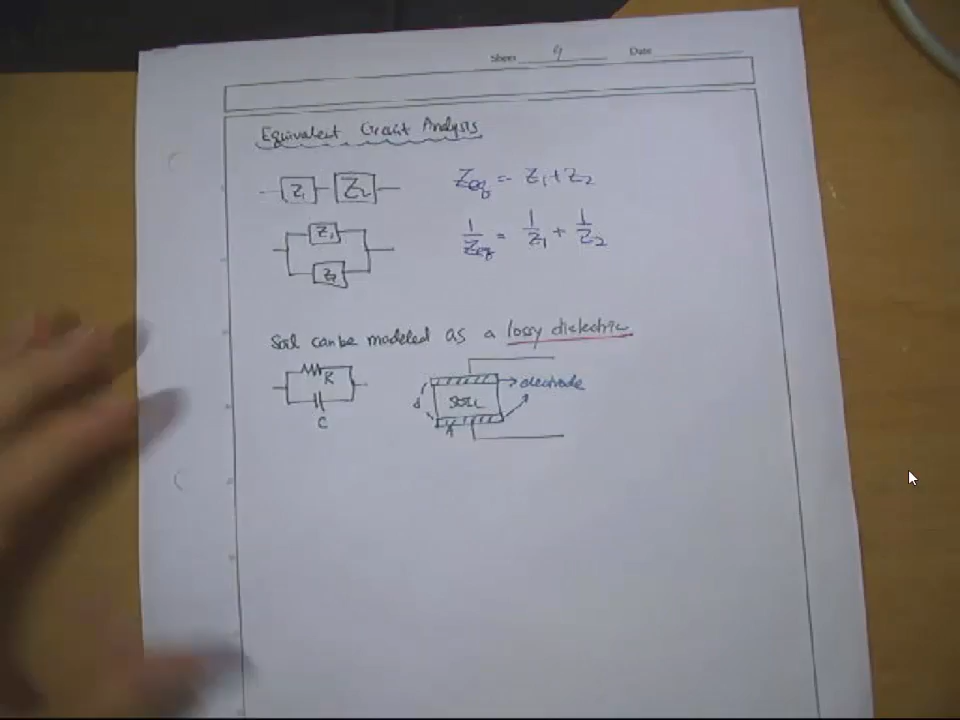 Sheet 9 Date
Equivalent Circuit Analysis
Z1 Z2 Zeq = Z1 + Z2
Z1
Z2
1/Zeq = 1/Z1 + 1/Z2
Soil can be modeled as a lossy dielectric
R
C
d
SOIL
A
electrode